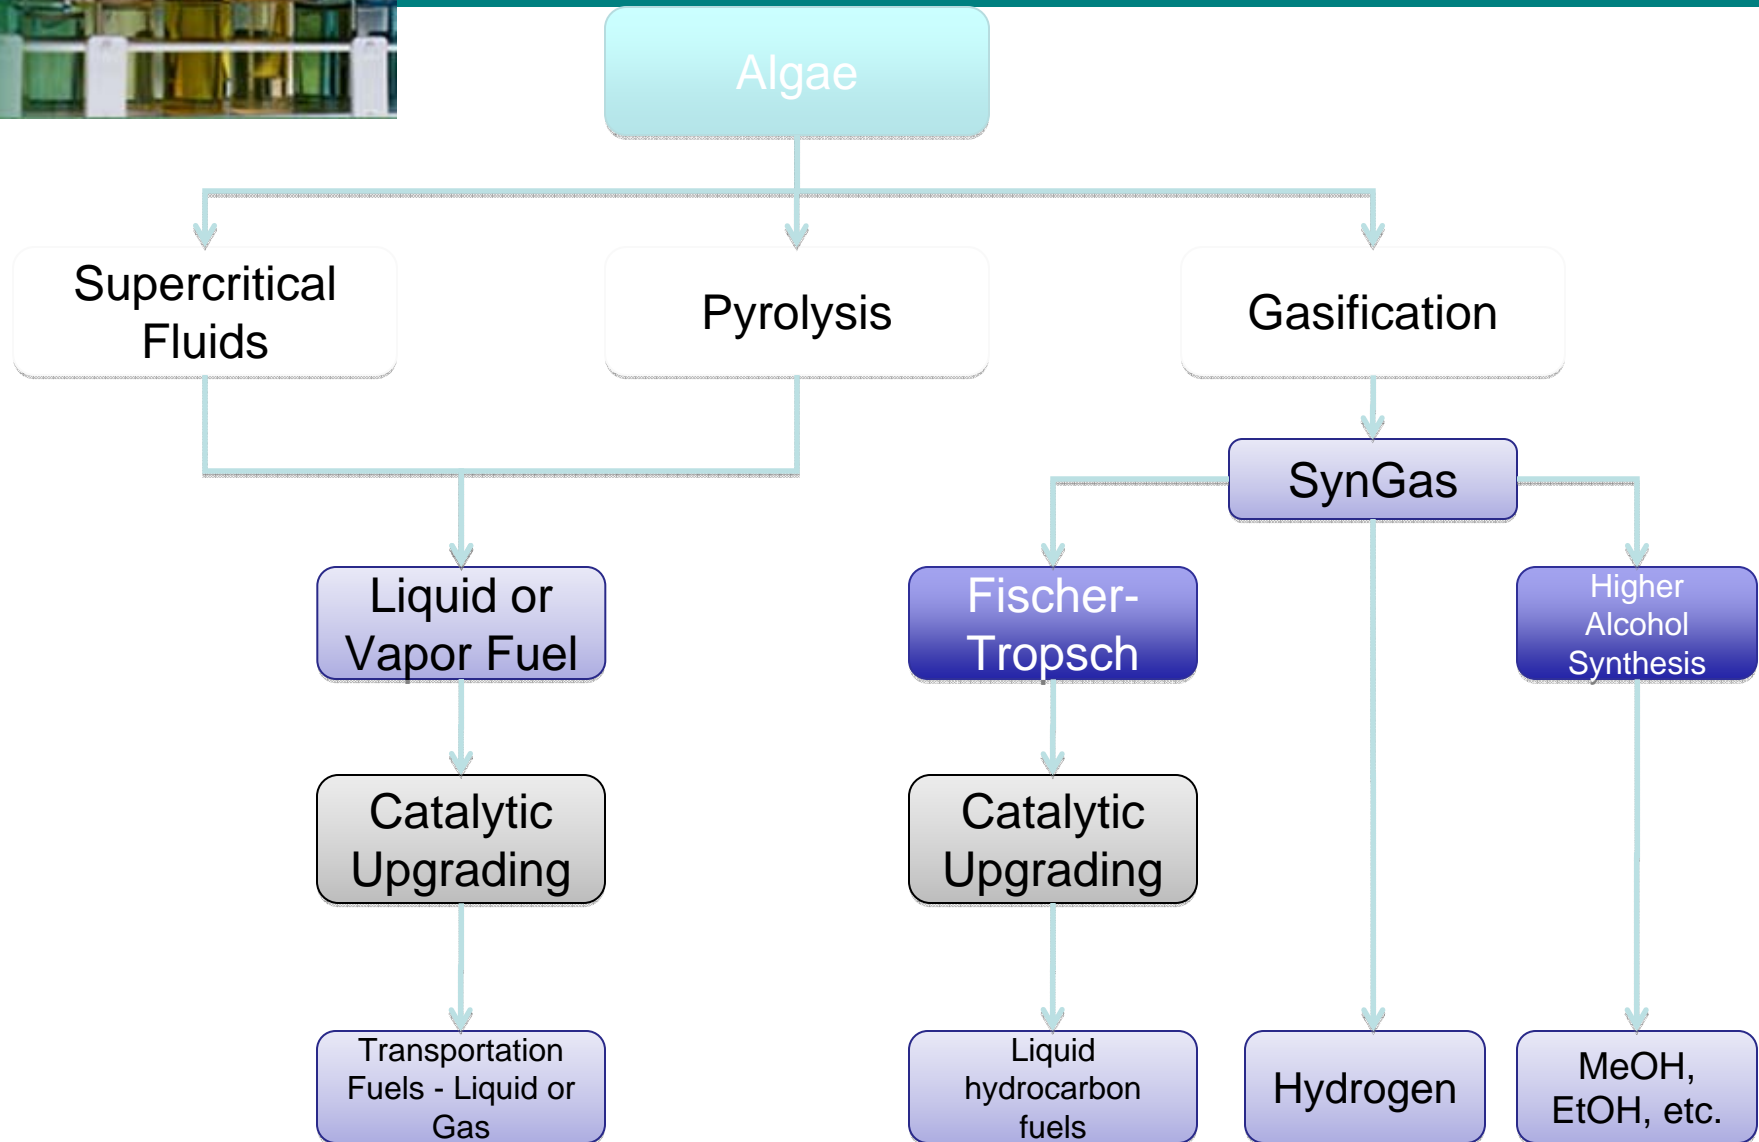 Algae
Supercritical
Fluids
Pyrolysis
Gasification
SynGas
Liquid or
Vapor Fuel
Fischer-
Tropsch
Higher
Alcohol
Synthesis
Catalytic
Upgrading
Catalytic
Upgrading
Transportation
Fuels - Liquid or
Gas
Liquid
hydrocarbon
fuels
Hydrogen
MeOH,
EtOH, etc.